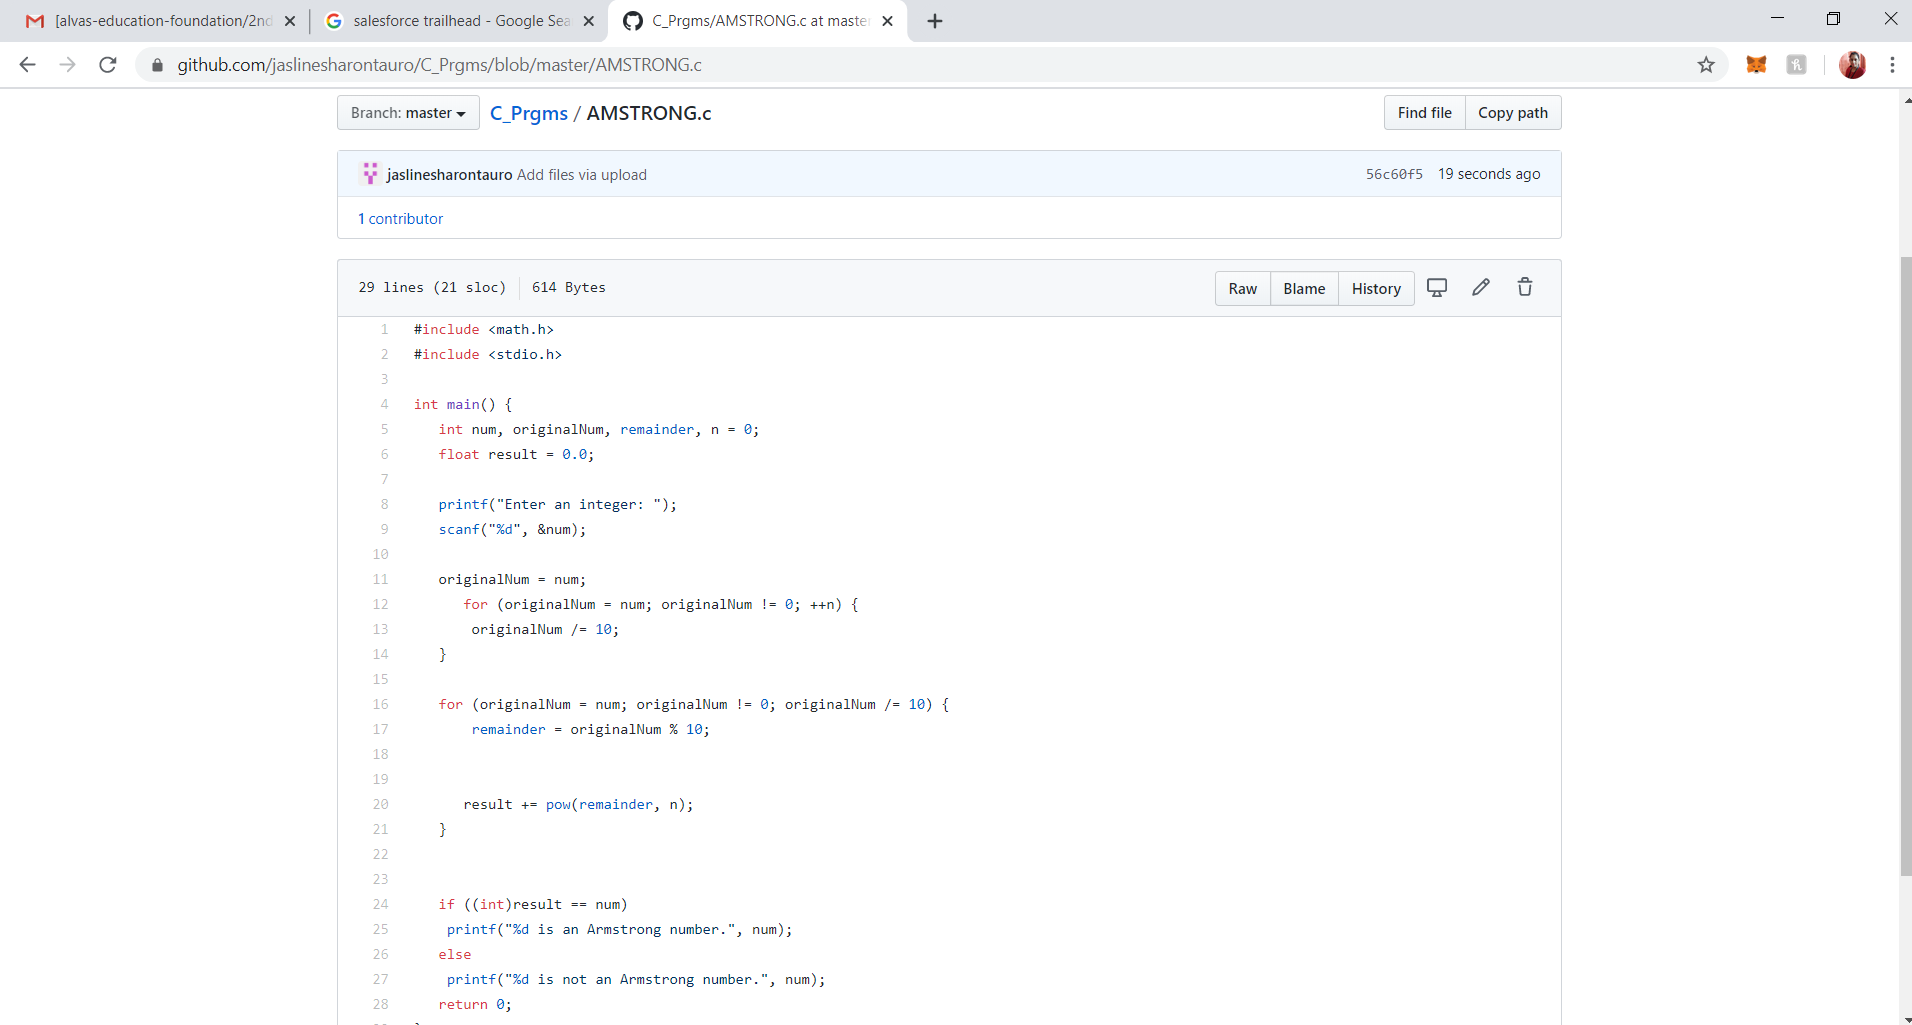 [alvas-education-foundation/2nd
salesforce trailhead - Google Sea
C_Prgms/AMSTRONG.c at master
github.com/jaslinesharontauro/C_Prgms/blob/master/AMSTRONG.c
Branch: master
C_Prgms / AMSTRONG.c
Find file
Copy path
jaslinesharontauro Add files via upload
56c60f5 19 seconds ago
1 contributor
29 lines (21 sloc) 614 Bytes
Raw Blame History
1 #include <math.h>
2 #include <stdio.h>
3
4 int main() {
5 int num, originalNum, remainder, n = 0;
6 float result = 0.0;
7
8 printf("Enter an integer: ");
9 scanf("%d", &num);
10
11 originalNum = num;
12 for (originalNum = num; originalNum != 0; ++n) {
13 originalNum /= 10;
14 }
15
16 for (originalNum = num; originalNum != 0; originalNum /= 10) {
17 remainder = originalNum % 10;
18
19
20 result += pow(remainder, n);
21 }
22
23
24 if ((int)result == num)
25 printf("%d is an Armstrong number.", num);
26 else
27 printf("%d is not an Armstrong number.", num);
28 return 0;